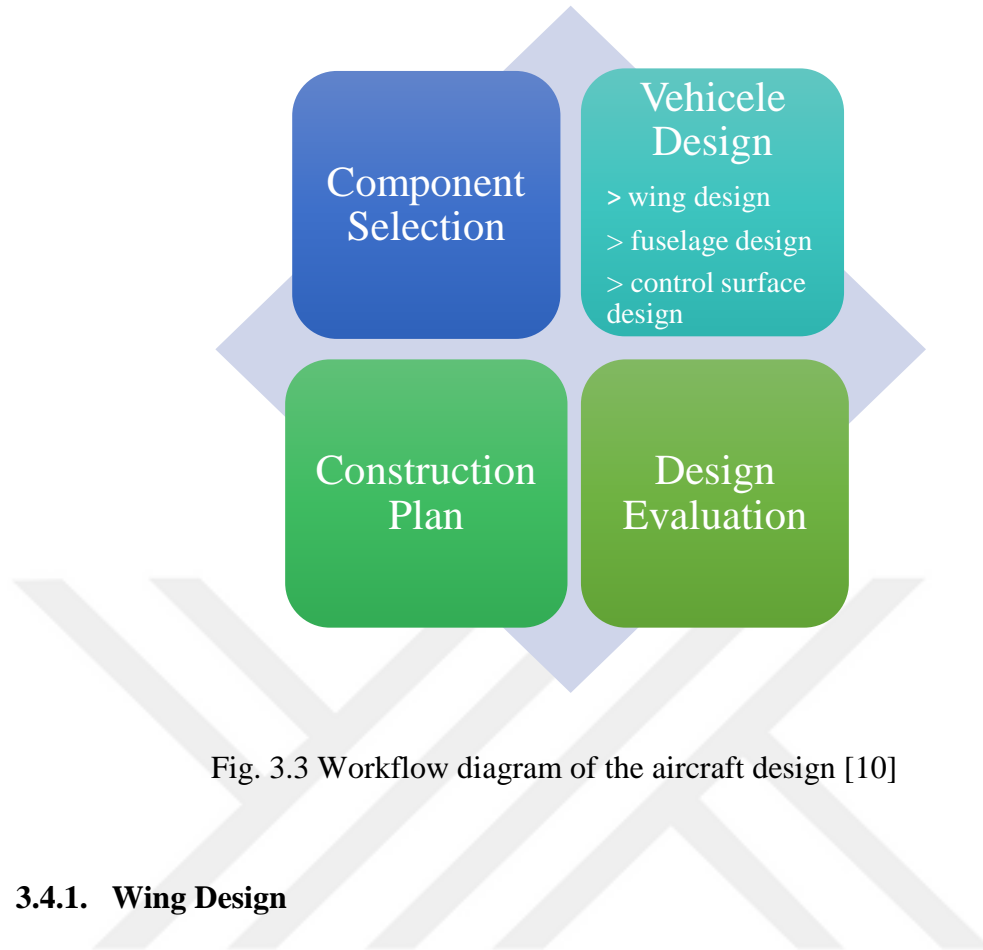 Component
Selection
Vehicele
Design
> wing design
> fuselage design
> control surface
design
Construction
Plan
Design
Evaluation
Fig. 3.3 Workflow diagram of the aircraft design [10]
3.4.1. Wing Design